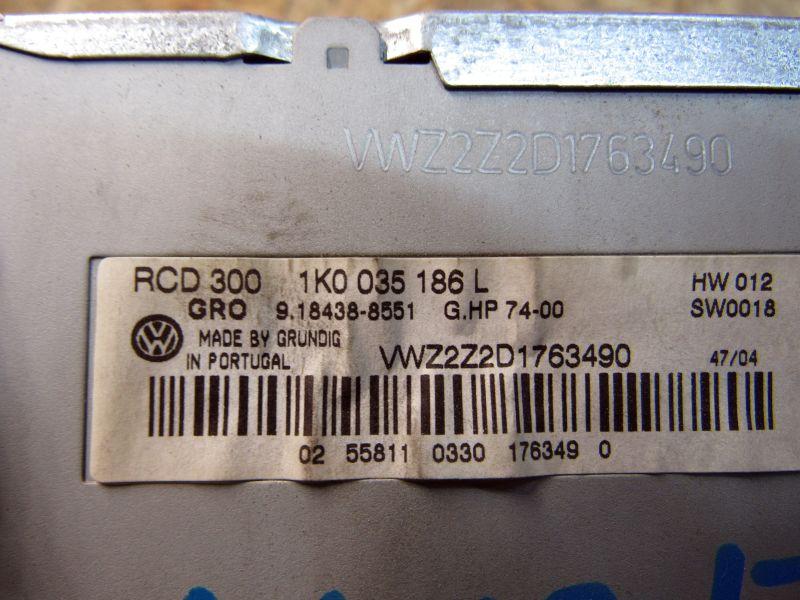 VWZ2Z2D1763490
RCD 300 1K0 035 186 L HW 012
GRO 9.18438-8551 G.HP 74-00 SW0018
VW MADE BY GRUNDIG
IN PORTUGAL VWZ2Z2D1763490 47/04
02 55811 0330 176349 0